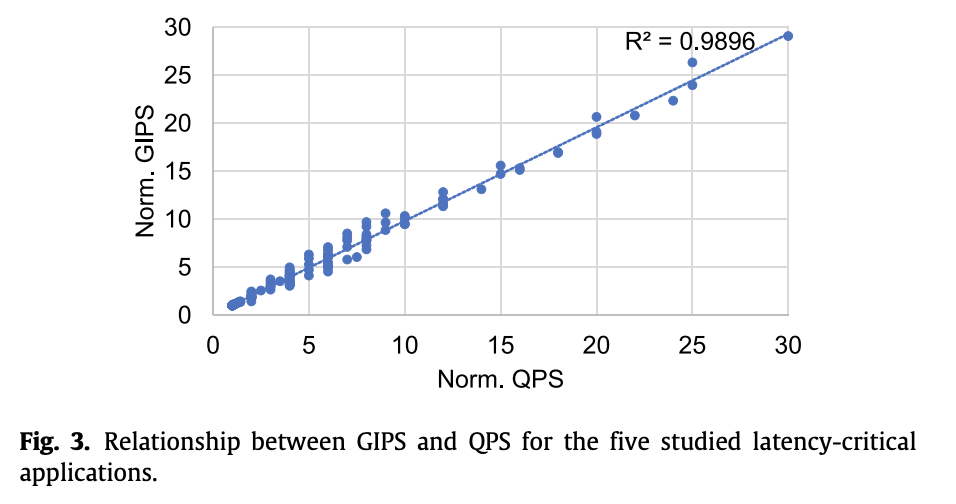 30
25
20
15
10
5
0
Norm. GIPS
R² = 0.9896
0 5 10 15 20 25 30
Norm. QPS
Fig. 3. Relationship between GIPS and QPS for the five studied latency-critical
applications.